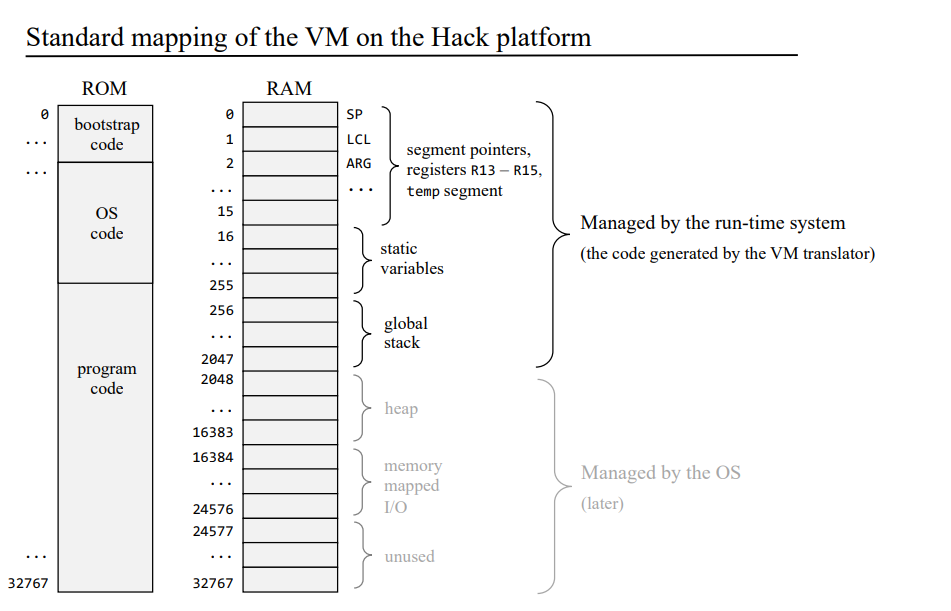 Standard mapping of the VM on the Hack platform
ROM
0
...
...
32767
...
bootstrap
code
OS
code
program
code
RAM
0
1
2
...
15
16
...
255
256
...
2047
2048
...
16383
16384
...
24576
24577
...
32767
SP
LCL
ARG
...
segment pointers,
registers R13 – R15,
temp segment
static
variables
global
stack
heap
memory
mapped
I/O
unused
Managed by the run-time system
(the code generated by the VM translator)
Managed by the OS
(later)